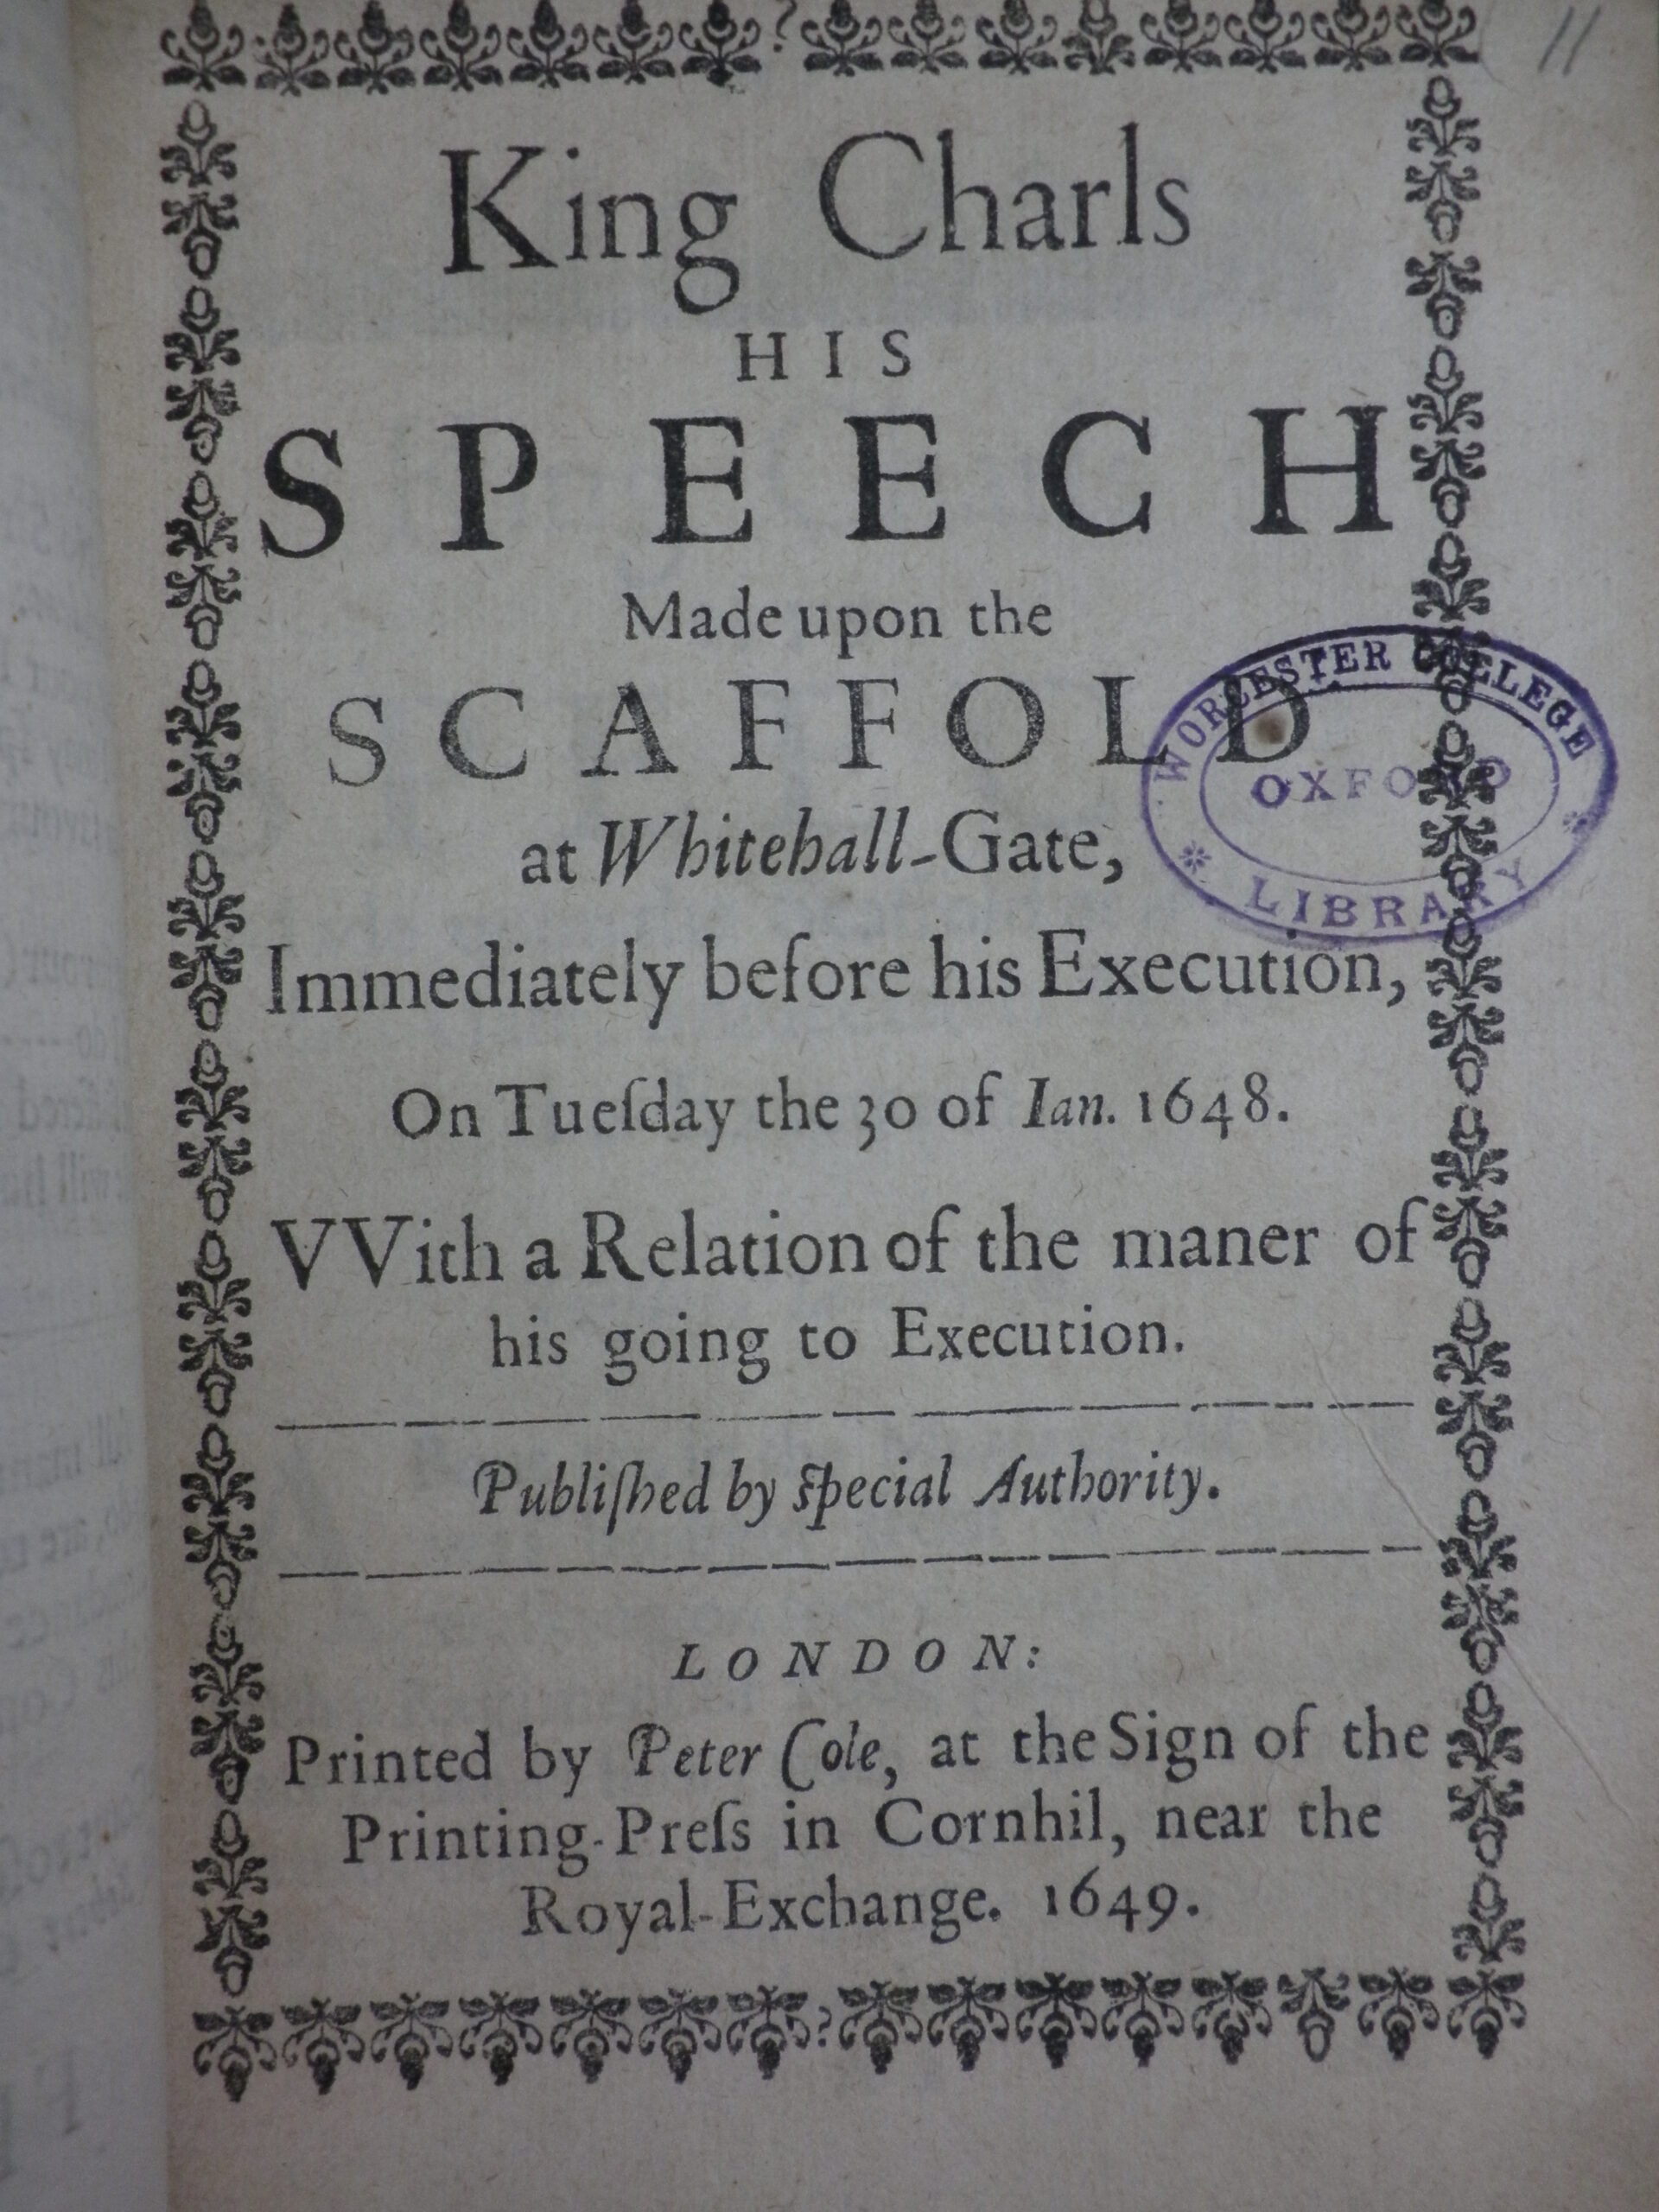 11
King Charls
HIS
SPEECH
Made upon the
SCAFFOLD
at Whitehall-Gate,
Immediately before his Execution,
On Tueſday the 30 of Ian. 1648.
VVith a Relation of the maner of
his going to Execution.
Publiſhed by ſpecial Authority.
LONDON:
Printed by Peter Cole, at the Sign of the
Printing-Preſs in Cornhil, near the
Royal-Exchange. 1649.
WORCESTER COLLEGE
OXFORD
LIBRARY